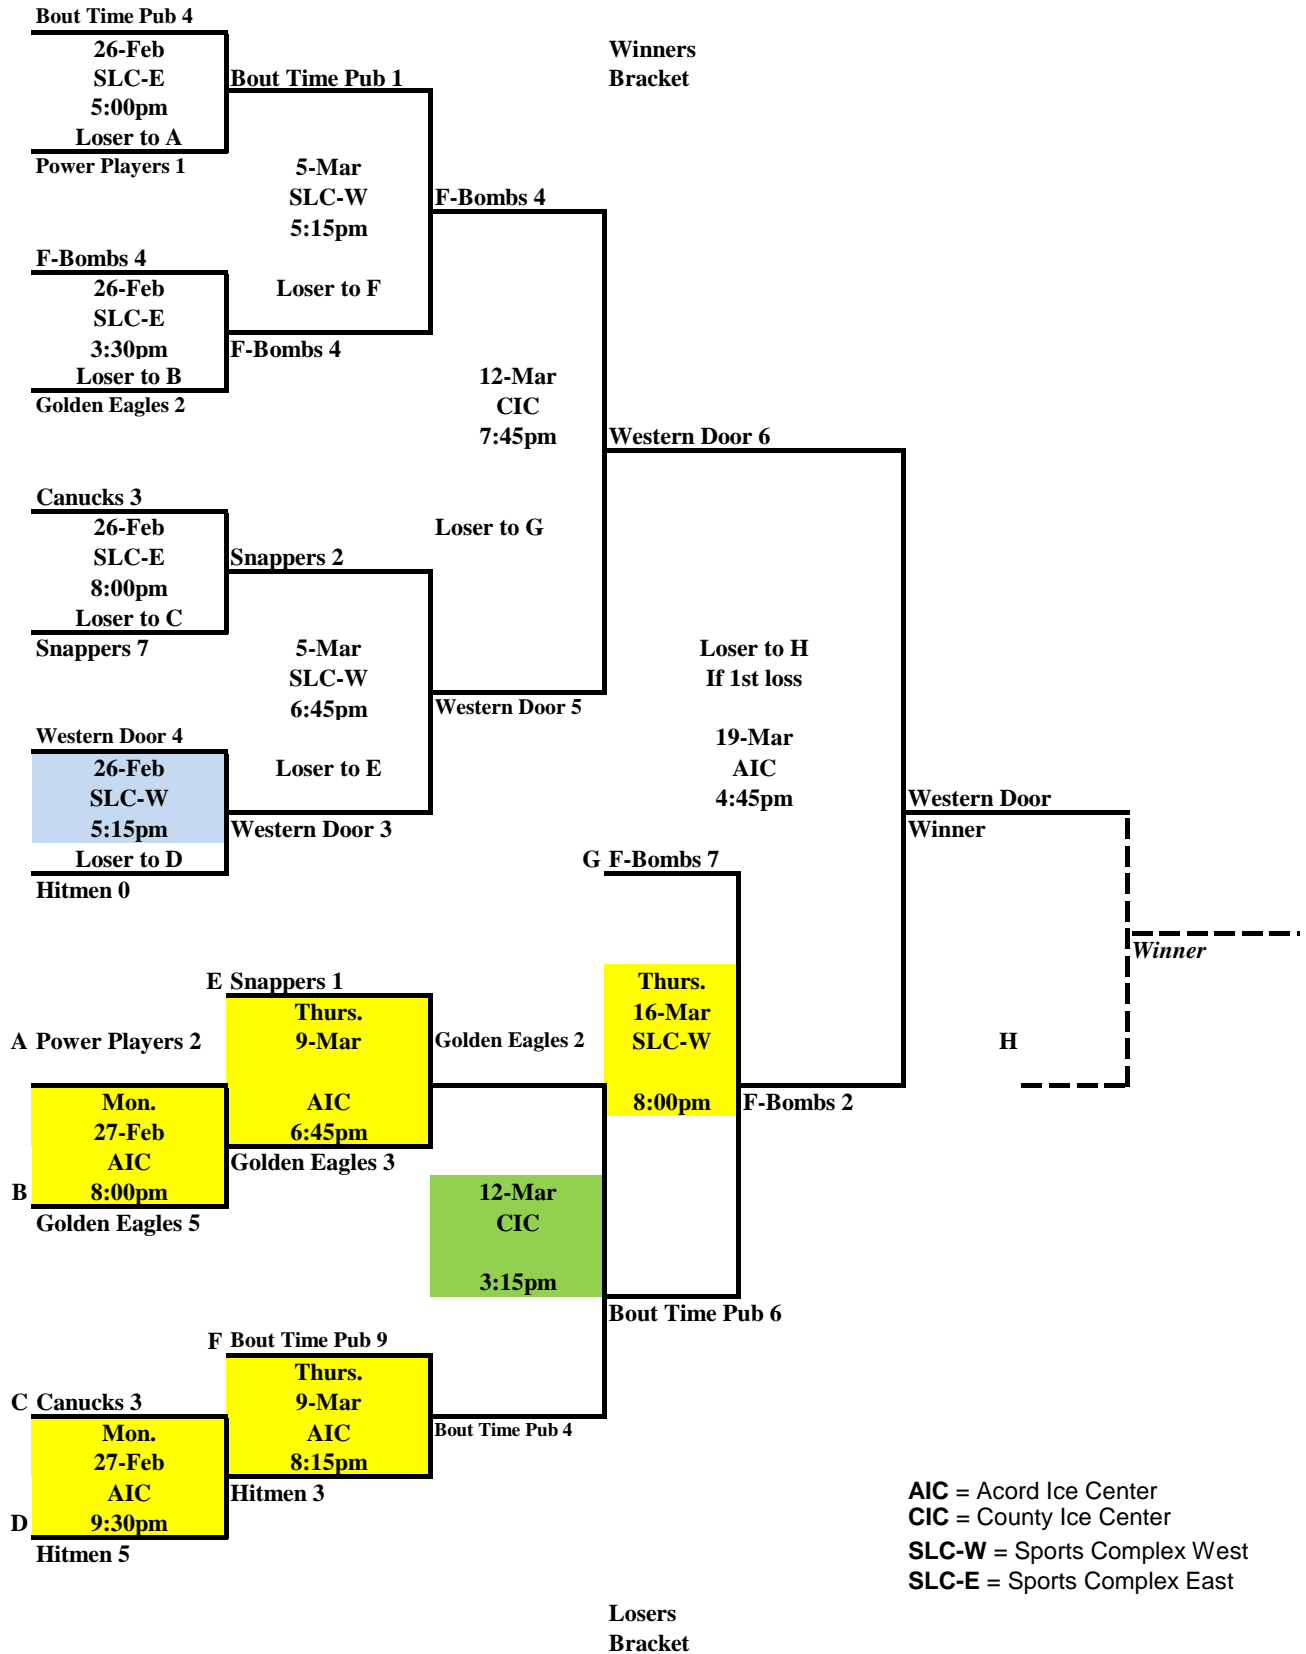 Bout Time Pub 4
26-Feb
SLC-E
5:00pm
Loser to A
Power Players 1
Bout Time Pub 1
5-Mar
SLC-W
5:15pm
Loser to F
F-Bombs 4
26-Feb
SLC-E
3:30pm
Loser to B
Golden Eagles 2
F-Bombs 4
Winners
Bracket
F-Bombs 4
12-Mar
CIC
7:45pm
Loser to G
Canucks 3
26-Feb
SLC-E
8:00pm
Loser to C
Snappers 7
Snappers 2
5-Mar
SLC-W
6:45pm
Loser to E
Western Door 4
26-Feb
SLC-W
5:15pm
Loser to D
Hitmen 0
Western Door 3
Western Door 5
Western Door 6
Loser to H
If 1st loss
19-Mar
AIC
4:45pm
Western Door
Winner
Winner
H
G F-Bombs 7
Thurs.
16-Mar
SLC-W
8:00pm
F-Bombs 2
E Snappers 1
Thurs.
9-Mar
AIC
6:45pm
Golden Eagles 3
A Power Players 2
Mon.
27-Feb
AIC
B 8:00pm
Golden Eagles 5
Golden Eagles 2
12-Mar
CIC
3:15pm
Bout Time Pub 6
F Bout Time Pub 9
Thurs.
9-Mar
AIC
8:15pm
Hitmen 3
Bout Time Pub 4
C Canucks 3
Mon.
27-Feb
AIC
D 9:30pm
Hitmen 5
AIC = Acord Ice Center
CIC = County Ice Center
SLC-W = Sports Complex West
SLC-E = Sports Complex East
Losers
Bracket